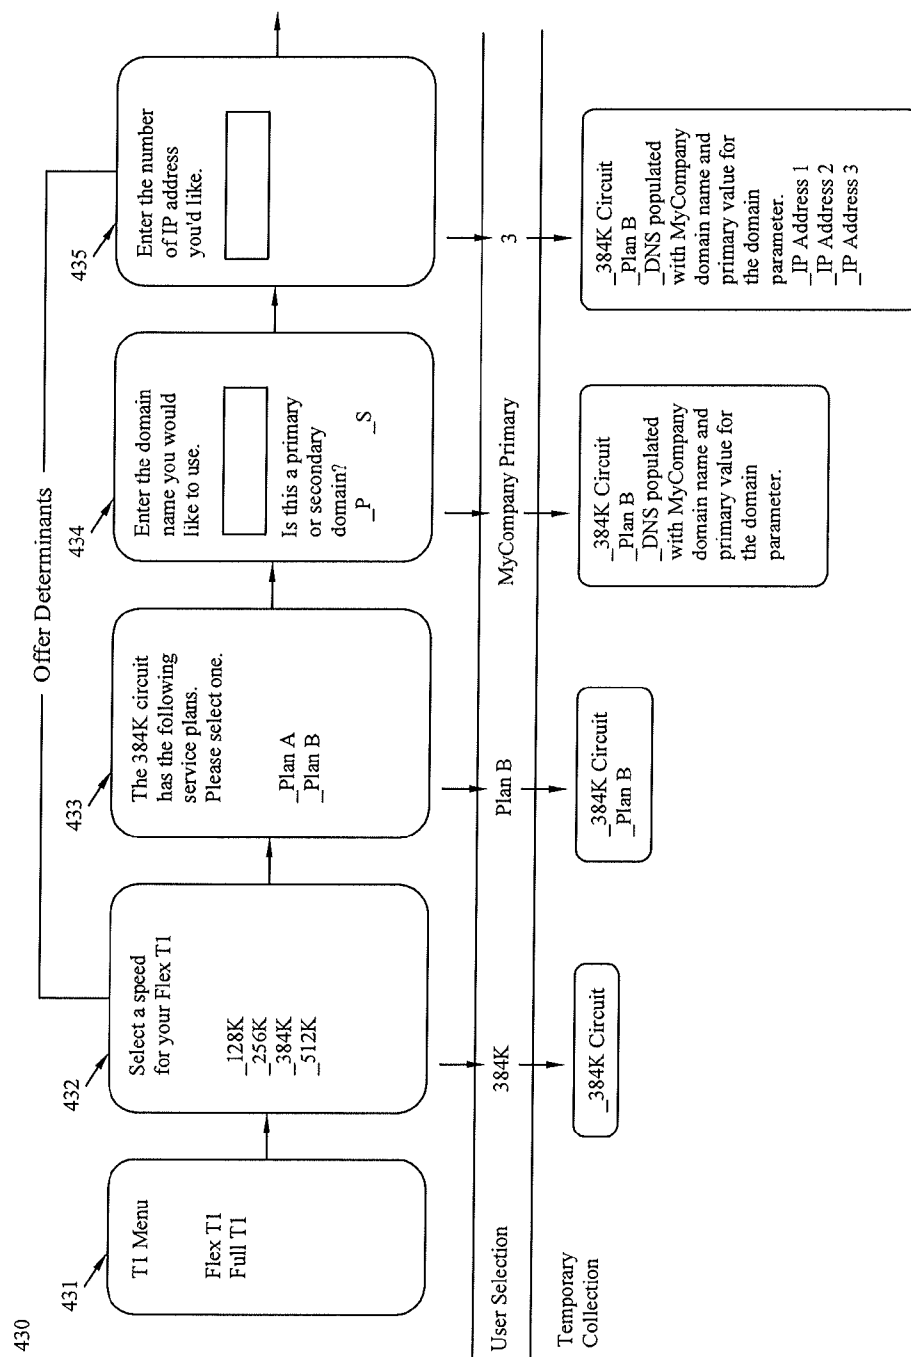 430
Offer Determinants
431
T1 Menu
Flex T1
Full T1
432
Select a speed
for your Flex T1
_128K
_256K
_384K
_512K
433
The 384K circuit
has the following
service plans.
Please select one.
_Plan A
_Plan B
434
Enter the domain
name you would
like to use.
Is this a primary
or secondary
domain?
_P _S
435
Enter the number
of IP address
you'd like.
User Selection
384K
Plan B
MyCompany Primary
3
Temporary
Collection
_384K Circuit
_384K Circuit
_Plan B
_384K Circuit
_Plan B
_DNS populated
with MyCompany
domain name and
primary value for
the domain
parameter.
_384K Circuit
_Plan B
_DNS populated
with MyCompany
domain name and
primary value for
the domain
parameter.
_IP Address 1
_IP Address 2
_IP Address 3